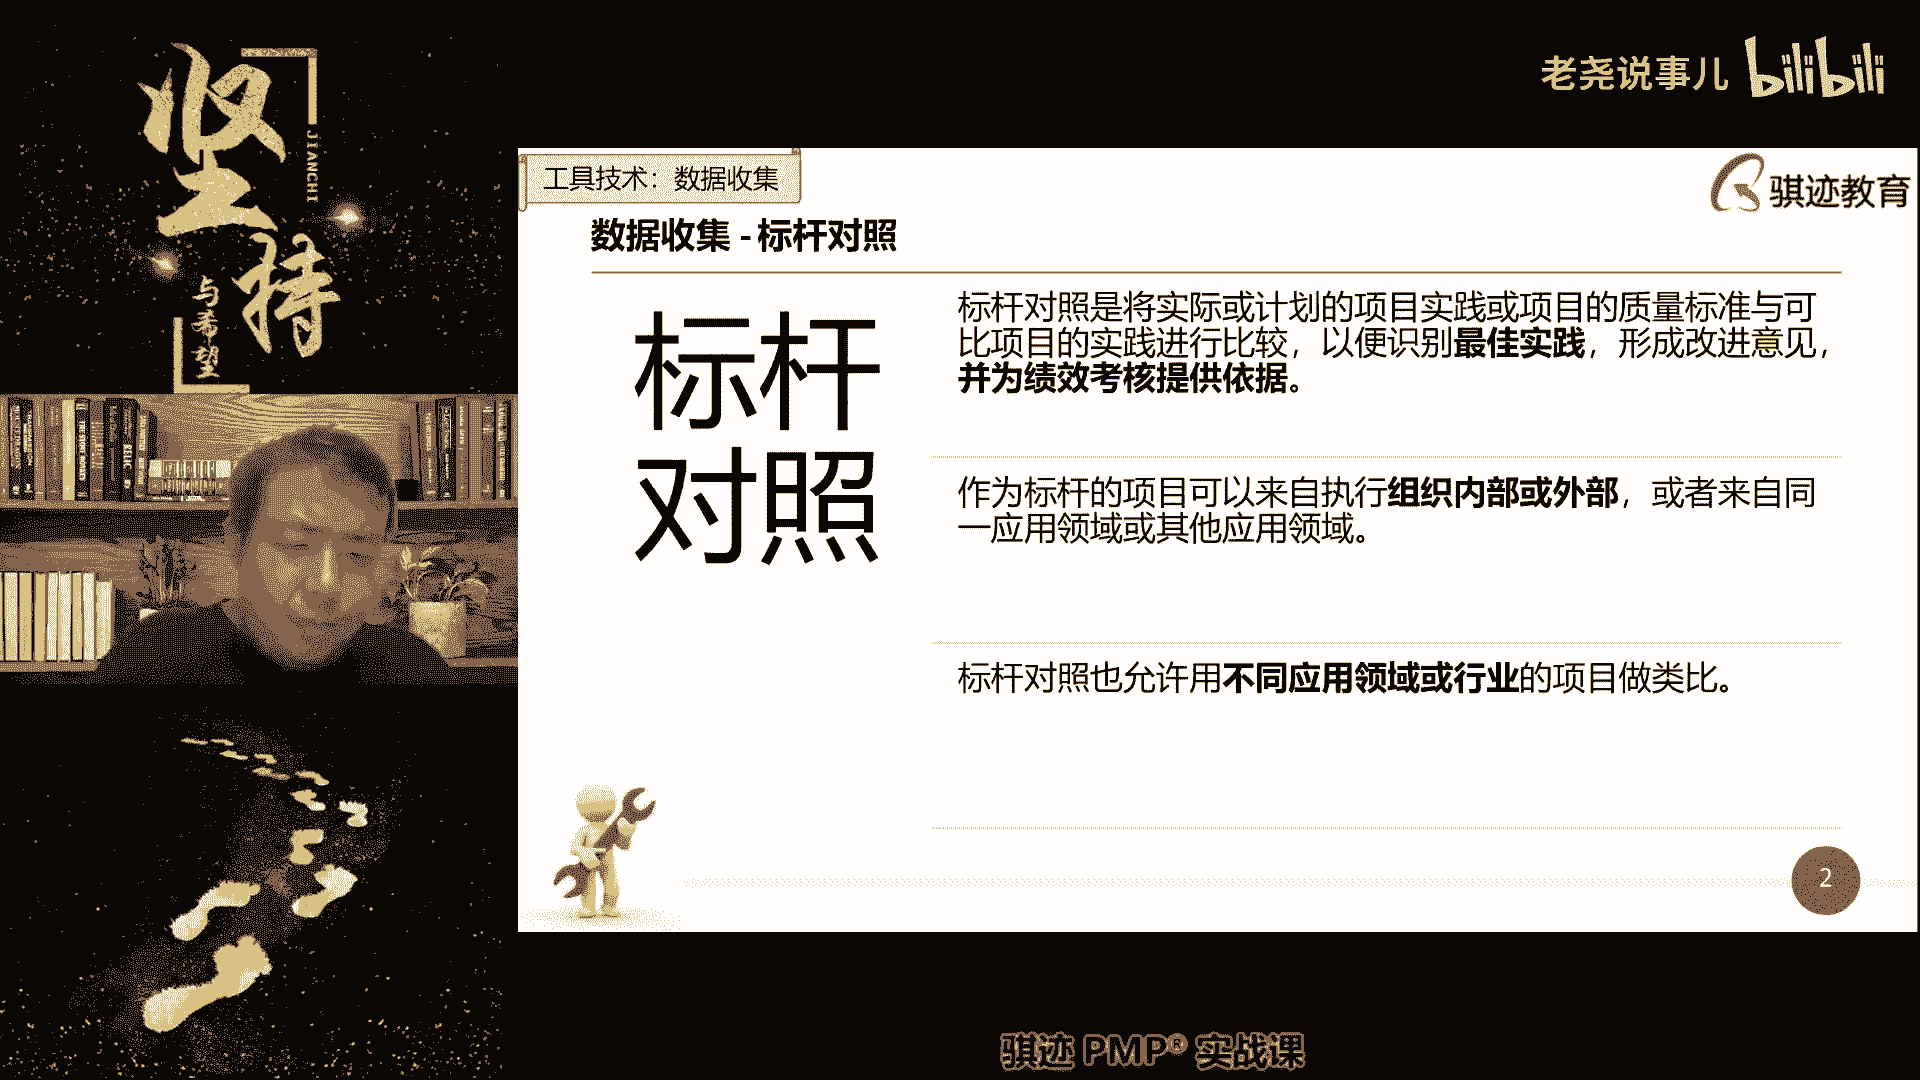 坚持
JIANCHI
与希望
老尧说事儿 bilibili
工具技术：数据收集
骐迹教育
数据收集 - 标杆对照
标杆
对照
标杆对照是将实际或计划的项目实践或项目的质量标准与可
比项目的实践进行比较，以便识别最佳实践，形成改进意见，
并为绩效考核提供依据。
作为标杆的项目可以来自执行组织内部或外部，或者来自同
一应用领域或其他应用领域。
标杆对照也允许用不同应用领域或行业的项目做类比。
2
骐迹 PMP® 实战课